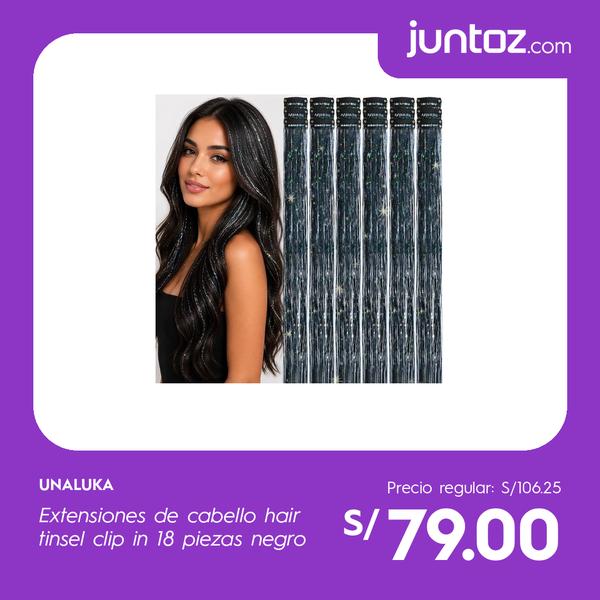 juntoz.com
UNALUKA
Extensiones de cabello hair
tinsel clip in 18 piezas negro
Precio regular: S/106.25
S/79.00